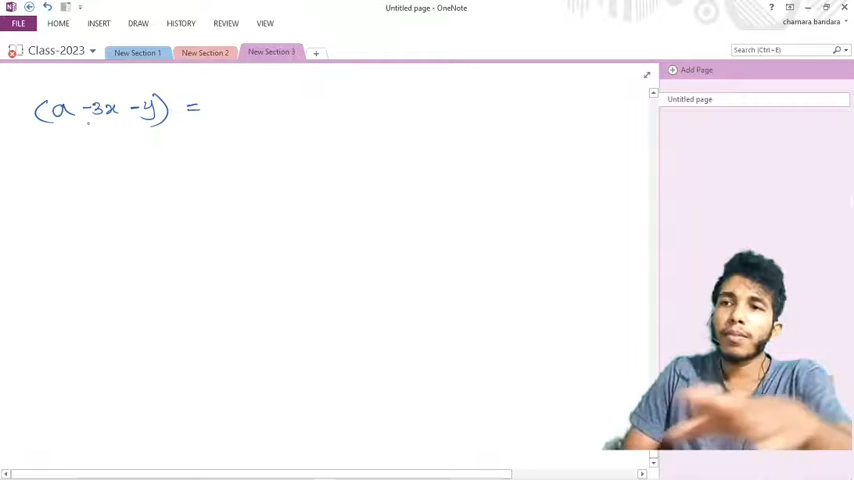 Untitled page - OneNote
chamara bandara
FILE HOME INSERT DRAW HISTORY REVIEW VIEW
Class-2023 New Section 1 New Section 2 New Section 3
Search (Ctrl+E)
Add Page
Untitled page
(a -3x -y) =